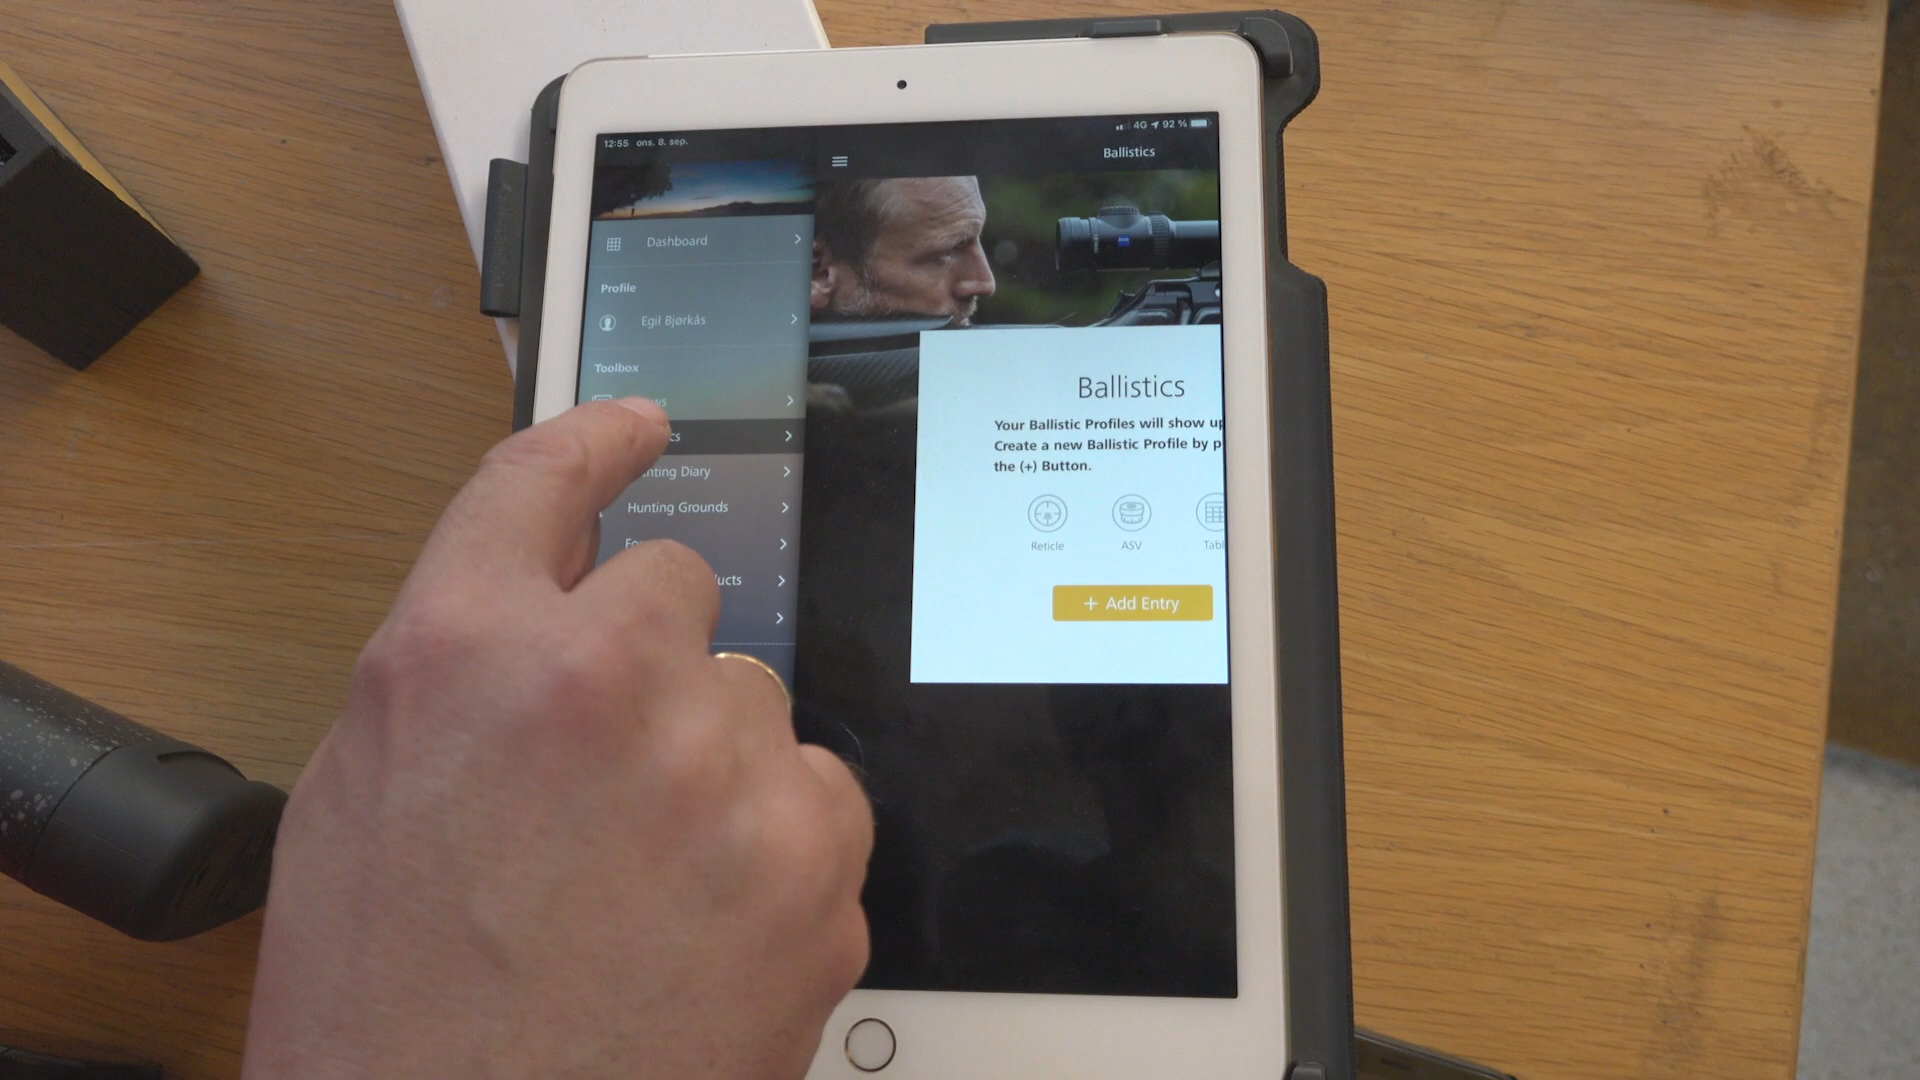 12:55 ons. 8. sep.
4G 92 %
Ballistics
Dashboard
Profile
Egil Bjørkås
Toolbox
Hunting Grounds
Ballistics
Your Ballistic Profiles will show up
Create a new Ballistic Profile by p
the (+) Button.
Reticle ASV Tabl
+ Add Entry